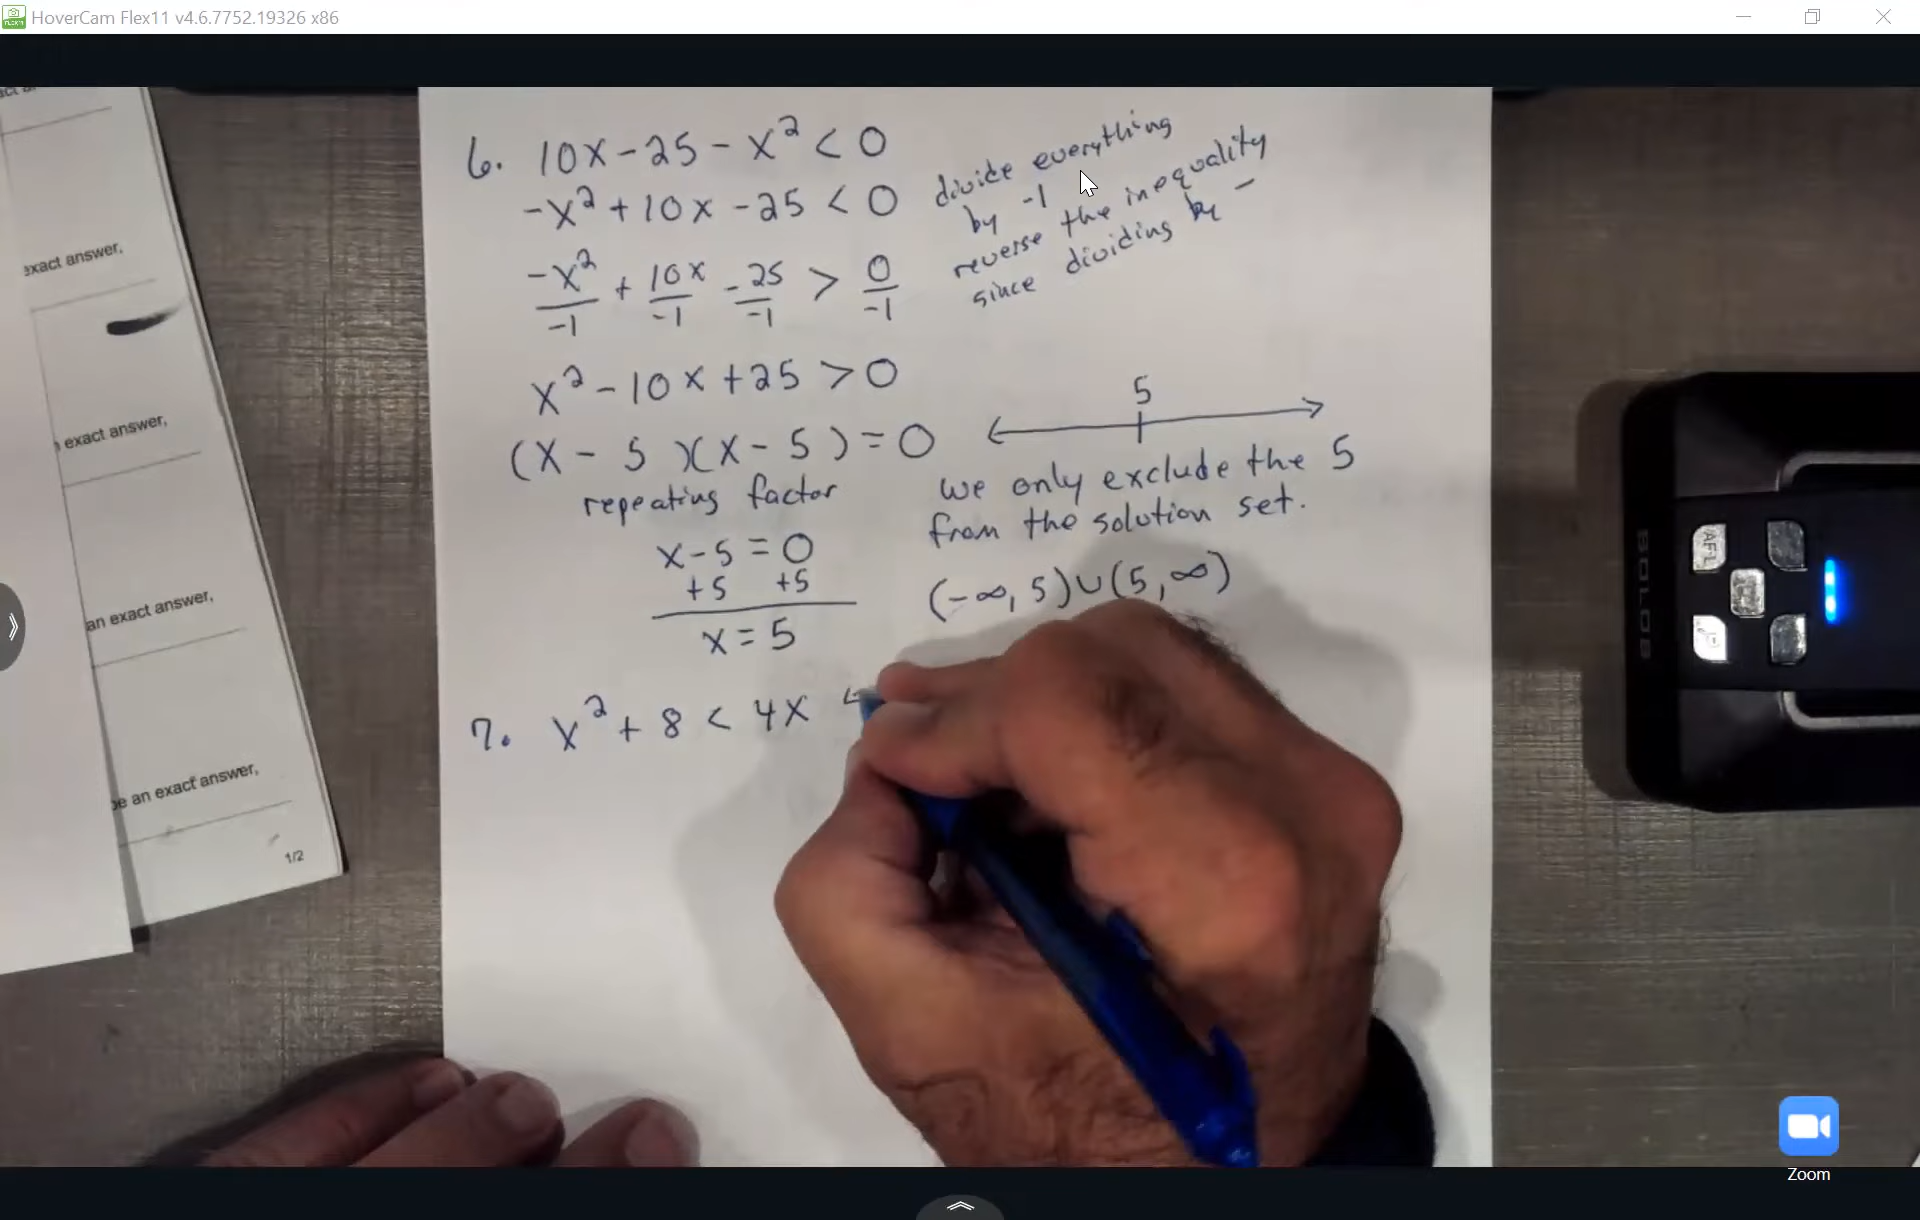 HoverCam Flex11 v4.6.7752.19326 x86
exact answer,
exact answer,
an exact answer,
be an exact answer,
1/2
6. 10x - 25 - x² < 0
-x² + 10x - 25 < 0
divide everything
by -1
reverse the inequality
since dividing by -
-x²/-1 + 10x/-1 - 25/-1 > 0/-1
x² - 10x + 25 > 0
(x - 5)(x - 5) = 0
repeating factor
x - 5 = 0
+5 +5
x = 5
5
we only exclude the 5
from the solution set.
(-∞, 5)∪(5, ∞)
7. x² + 8 < 4x
BOLOB
AF
Zoom